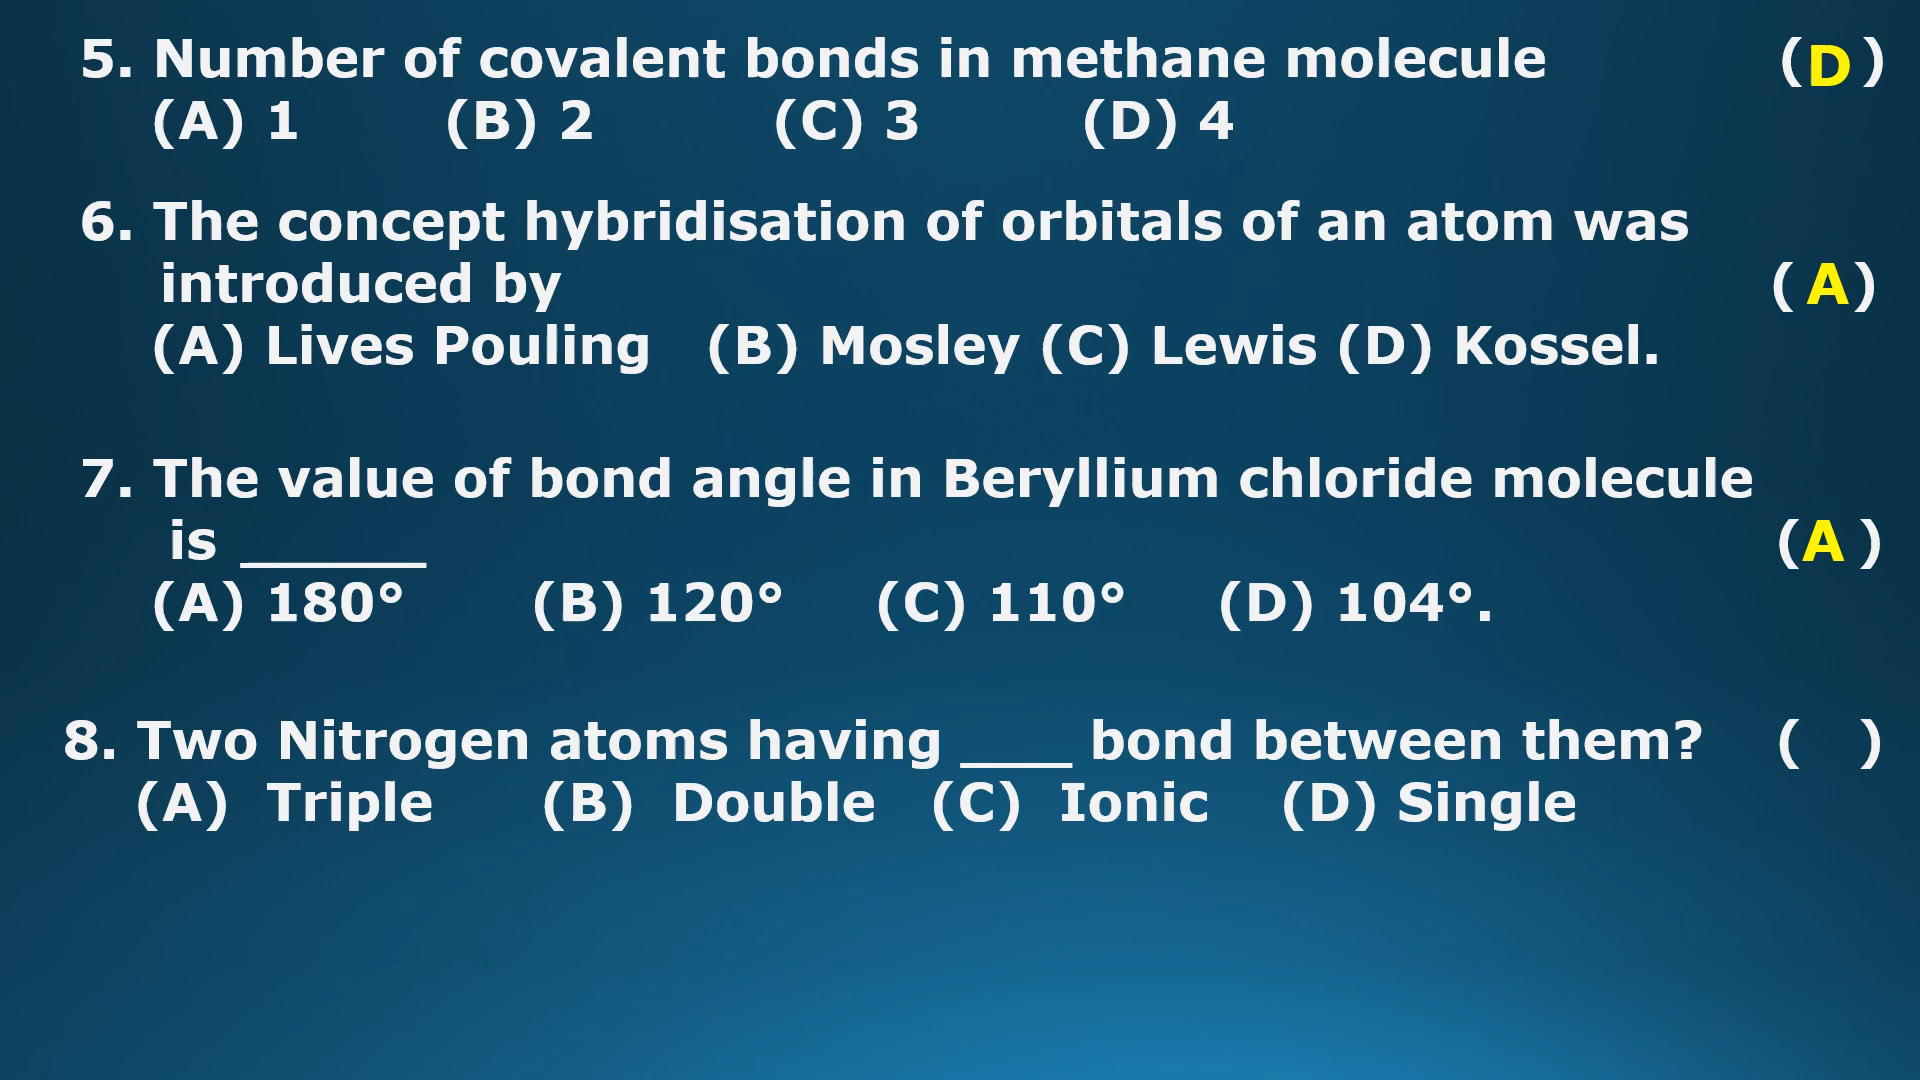 5. Number of covalent bonds in methane molecule (D)
(A) 1 (B) 2 (C) 3 (D) 4
6. The concept hybridisation of orbitals of an atom was
introduced by (A)
(A) Lives Pouling (B) Mosley (C) Lewis (D) Kossel.
7. The value of bond angle in Beryllium chloride molecule
is _______ (A )
(A) 180° (B) 120° (C) 110° (D) 104°.
8. Two Nitrogen atoms having ____ bond between them? ( )
(A) Triple (B) Double (C) Ionic (D) Single